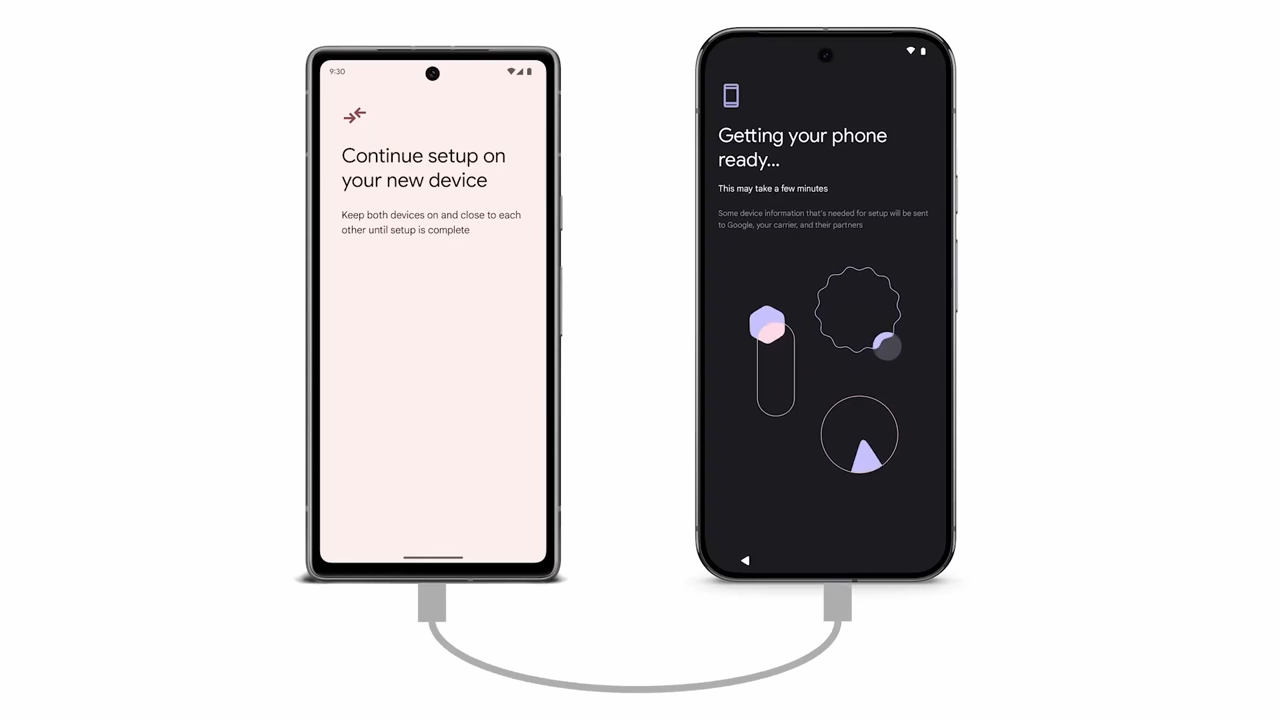 9:30
Continue setup on
your new device
Keep both devices on and close to each
other until setup is complete
Getting your phone
ready...
This may take a few minutes
Some device information that's needed for setup will be sent
to Google, your carrier, and their partners